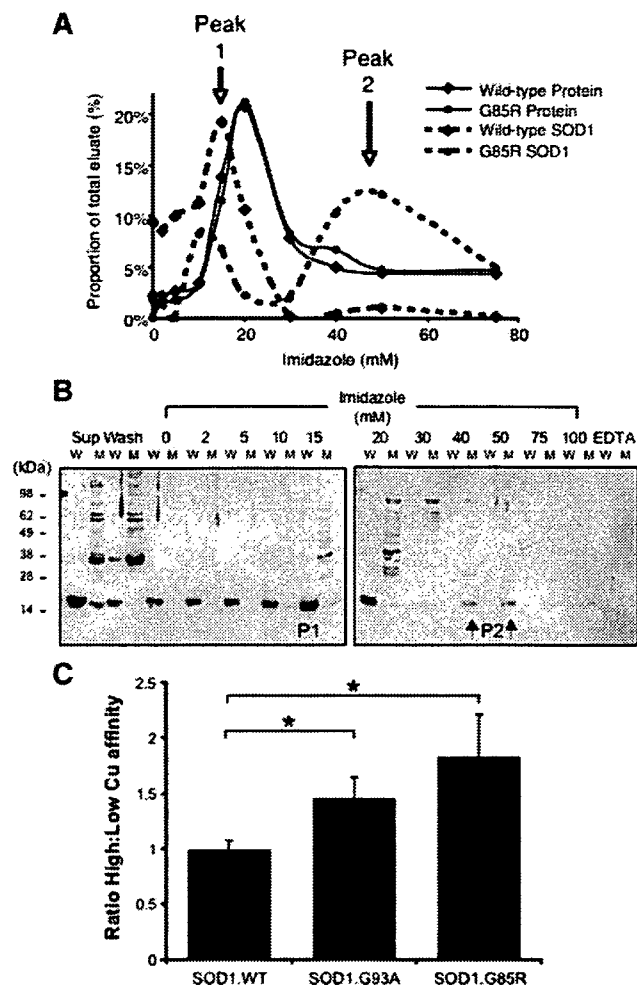 A
Peak
1
Peak
2
Wild-type Protein
G85R Protein
Wild-type SOD1
G85R SOD1
Proportion of total eluate (%)
20%
15%
10%
5%
0%
0 20 40 60 80
Imidazole (mM)
B
Imidazole
(mM)
Sup Wash 0 2 5 10 15 20 30 40 50 75 100 EDTA
W M W M W M W M W M W M W M W M W M W M W M W M W M W M
(kDa)
98
62
49
38
28
14
P1
P2
C
Ratio High:Low Cu affinity
2.5
2
1.5
1
0.5
0
* *
SOD1.WT SOD1.G93A SOD1.G85R